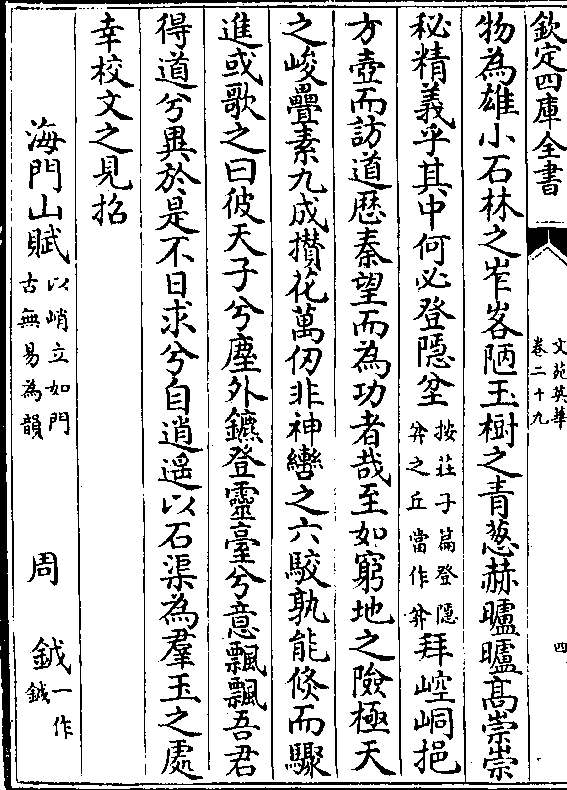 欽定四庫全書
文苑英華
卷二十九
四
物為雄小石林之岝峉陋玉樹之青葱赫曥曥髙崇崇
秘精義乎其中何必登隱坌
按荘子篇登隱
弅之丘當作弅
拜崆峒挹
方壺而訪道歴秦望而為功者哉至如窮地之險極天
之峻疊素九成攢花萬仞非神轡之六駮孰能倐而驟
進或歌之曰彼天子兮塵外鑣登靈臺兮意飄飄吾君
得道兮異於是不日求兮自逍遥以石渠為羣玉之處
幸校文之見招
海門山賦
以峭立如門
古無易為韻
周 鉞
一作
鉞